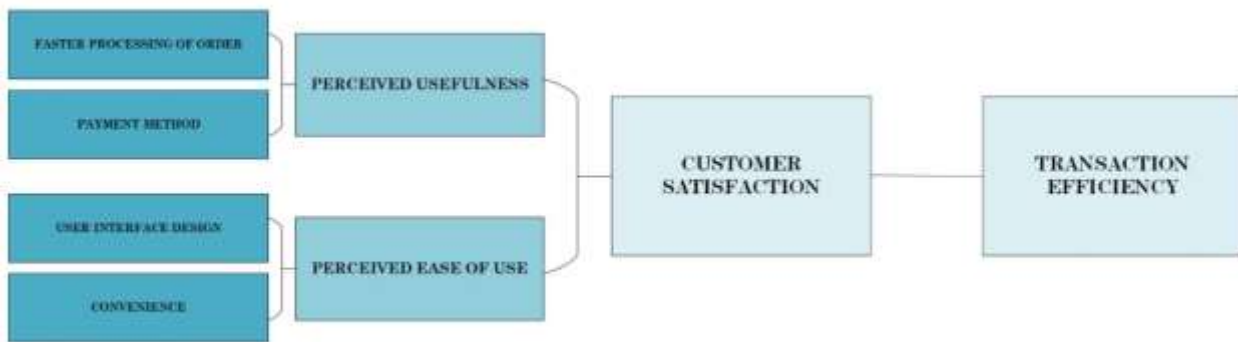 FASTER PROCESSING OF ORDER
PAYMENT METHOD
PERCEIVED USEFULNESS
USER INTERFACE DESIGN
CONVENIENCE
PERCEIVED EASE OF USE
CUSTOMER
SATISFACTION
TRANSACTION
EFFICIENCY